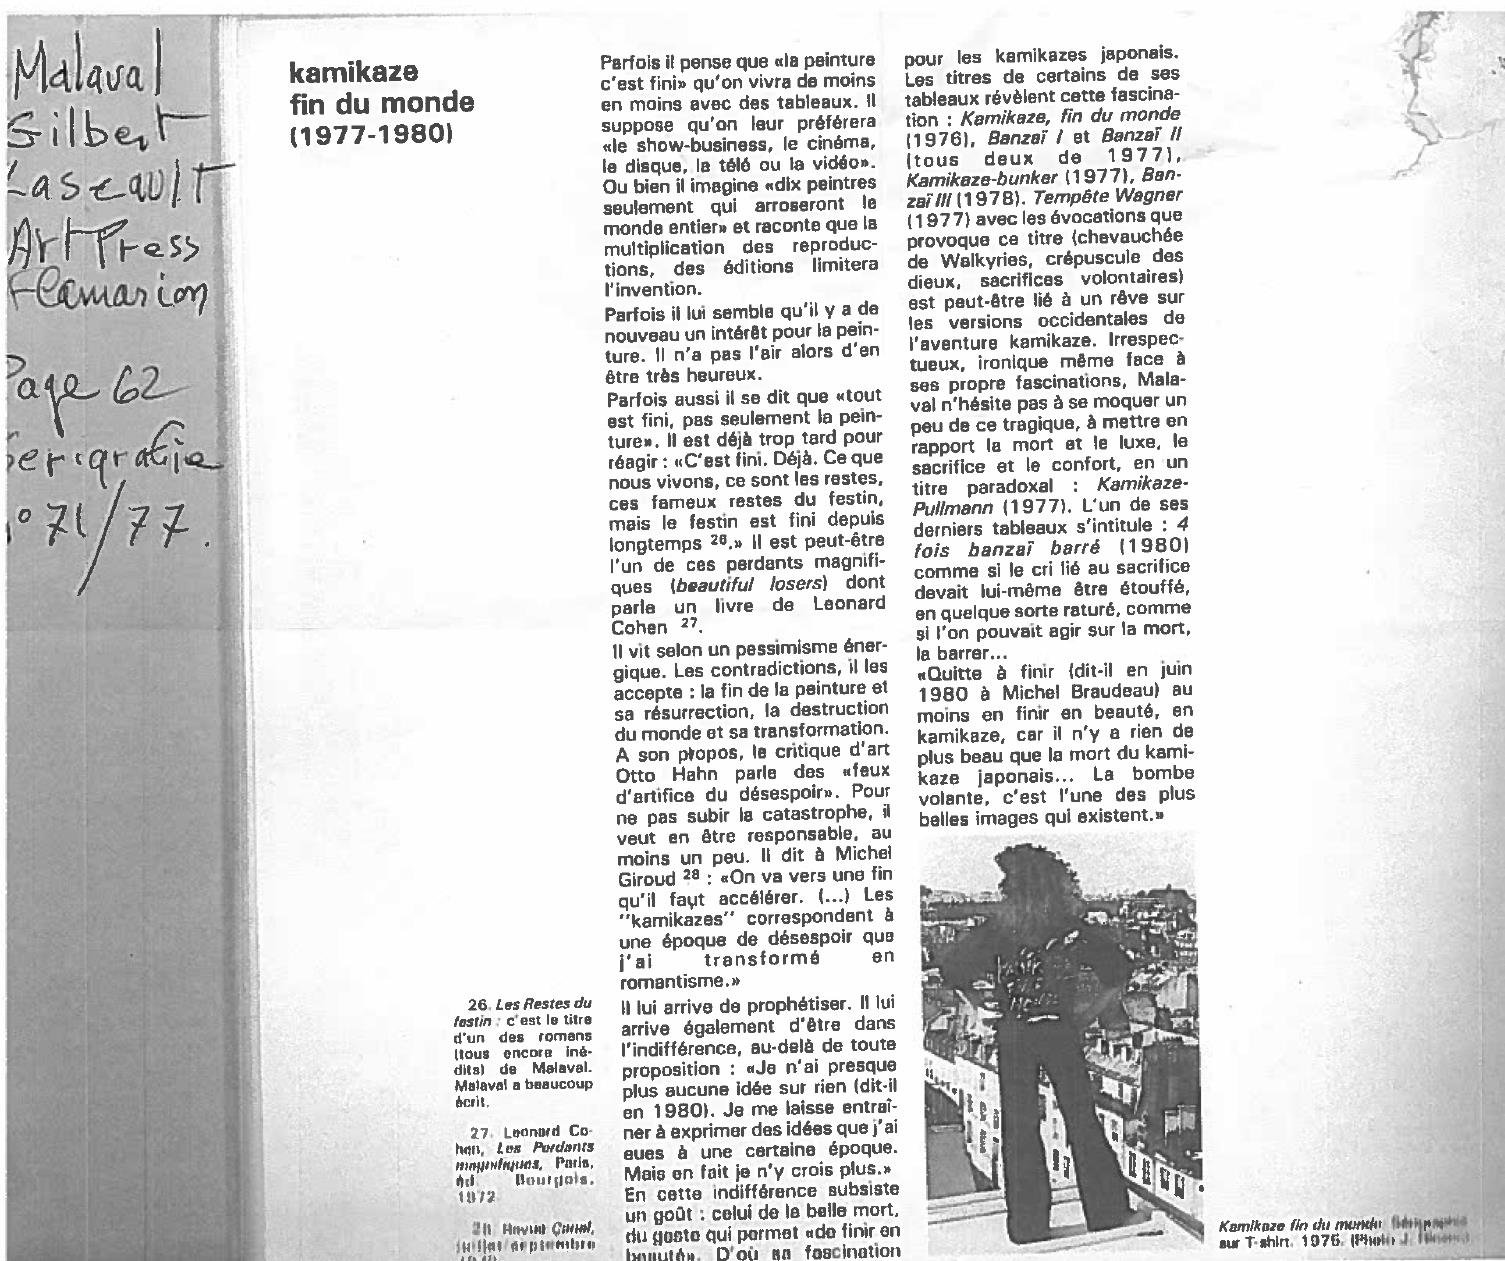 Malaval
Gilbert
Lascault
Art Press
Flamarion
Page 62
Serigrafie
n° 71/77.
kamikaze
fin du monde
(1977-1980)
Parfois il pense que «la peinture
c'est fini» qu'on vivra de moins
en moins avec des tableaux. Il
suppose qu'on leur préférera
«le show-business, le cinéma,
le disque, la télé ou la vidéo».
Ou bien il imagine «dix peintres
seulement qui arroseront le
monde entier» et raconte que la
multiplication des reproduc-
tions, des éditions limitera
l'invention.
Parfois il lui semble qu'il y a de
nouveau un intérêt pour la pein-
ture. Il n'a pas l'air alors d'en
être très heureux.
Parfois aussi il se dit que «tout
est fini, pas seulement la pein-
ture». Il est déjà trop tard pour
réagir : «C'est fini. Déjà. Ce que
nous vivons, ce sont les restes,
ces fameux restes du festin,
mais le festin est fini depuis
longtemps 26.» Il est peut-être
l'un de ces perdants magnifi-
ques (beautiful losers) dont
parle un livre de Leonard
Cohen 27.
Il vit selon un pessimisme éner-
gique. Les contradictions, il les
accepte : la fin de la peinture et
sa résurrection, la destruction
du monde et sa transformation.
A son propos, le critique d'art
Otto Hahn parle des «feux
d'artifice du désespoir». Pour
ne pas subir la catastrophe, il
veut en être responsable, au
moins un peu. Il dit à Michel
Giroud 28 : «On va vers une fin
qu'il faut accélérer. (...) Les
"kamikazes" correspondent à
une époque de désespoir que
j'ai transformé en
romantisme.»
Il lui arrive de prophétiser. Il lui
arrive également d'être dans
l'indifférence, au-delà de toute
proposition : «Je n'ai presque
plus aucune idée sur rien (dit-il
en 1980). Je me laisse entraî-
ner à exprimer des idées que j'ai
eues à une certaine époque.
Mais en fait je n'y crois plus.»
En cette indifférence subsiste
un goût : celui de la belle mort,
du geste qui permet «de finir en
beauté». D'où sa fascination
pour les kamikazes japonais.
Les titres de certains de ses
tableaux révèlent cette fascina-
tion : Kamikaze, fin du monde
(1976), Banzaï I et Banzaï II
(tous deux de 1977),
Kamikaze-bunker (1977), Ban-
zaï III (1978). Tempête Wagner
(1977) avec les évocations que
provoque ce titre (chevauchée
de Walkyries, crépuscule des
dieux, sacrifices volontaires)
est peut-être lié à un rêve sur
les versions occidentales de
l'aventure kamikaze. Irrespec-
tueux, ironique même face à
ses propre fascinations, Mala-
val n'hésite pas à se moquer un
peu de ce tragique, à mettre en
rapport la mort et le luxe, le
sacrifice et le confort, en un
titre paradoxal : Kamikaze-
Pullmann (1977). L'un de ses
derniers tableaux s'intitule : 4
fois banzaï barré (1980)
comme si le cri lié au sacrifice
devait lui-même être étouffé,
en quelque sorte raturé, comme
si l'on pouvait agir sur la mort,
la barrer...
«Quitte à finir (dit-il en juin
1980 à Michel Braudeau) au
moins en finir en beauté, en
kamikaze, car il n'y a rien de
plus beau que la mort du kami-
kaze japonais... La bombe
volante, c'est l'une des plus
belles images qui existent.»
26. Les Restes du
festin : c'est le titre
d'un des romans
(tous encore iné-
dits) de Malaval.
Malaval a beaucoup
écrit.
27. Leonard Co-
hen, Les Perdants
magnifiques, Paris,
éd. Bourgois,
1972
28. Canal,
septembre
Kamikaze fin du monde
sur T-shirt. 1976. (Photo J.